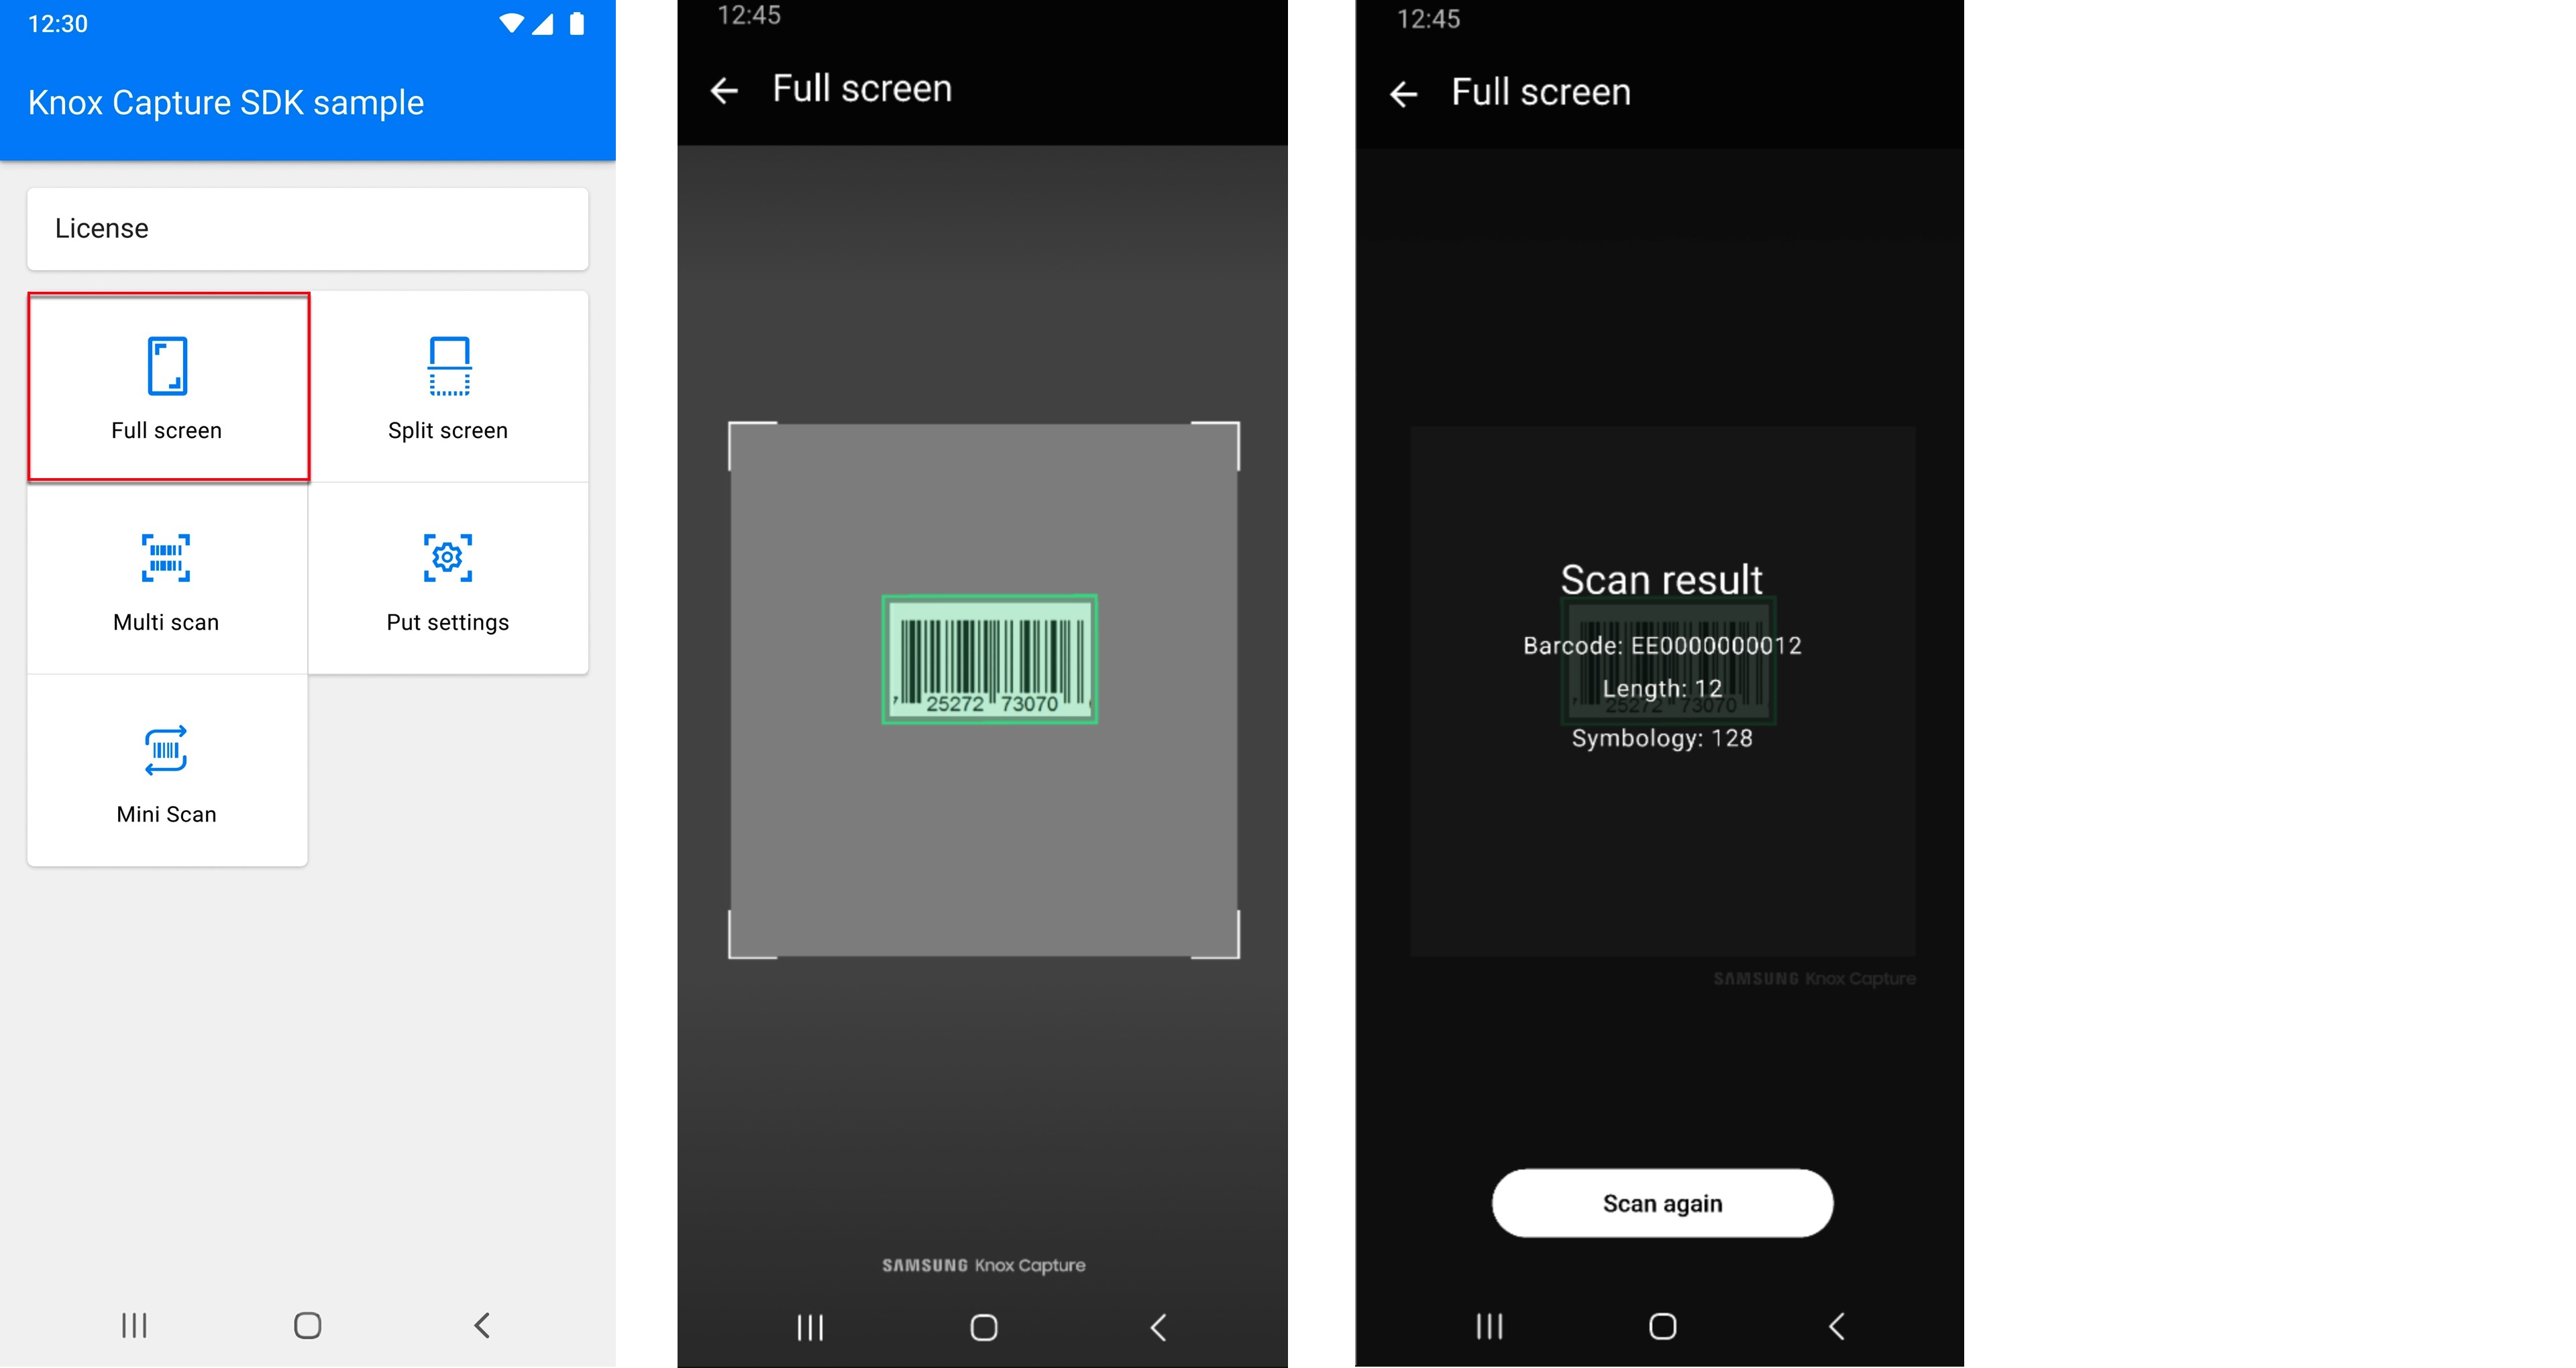 12:30
Knox Capture SDK sample
License
Full screen
Split screen
Multi scan
Put settings
Mini Scan
12:45
Full screen
25272 73070
SAMSUNG Knox Capture
12:45
Full screen
Scan result
Barcode: EE0000000012
Length: 12
25272 73070
Symbology: 128
SAMSUNG Knox Capture
Scan again